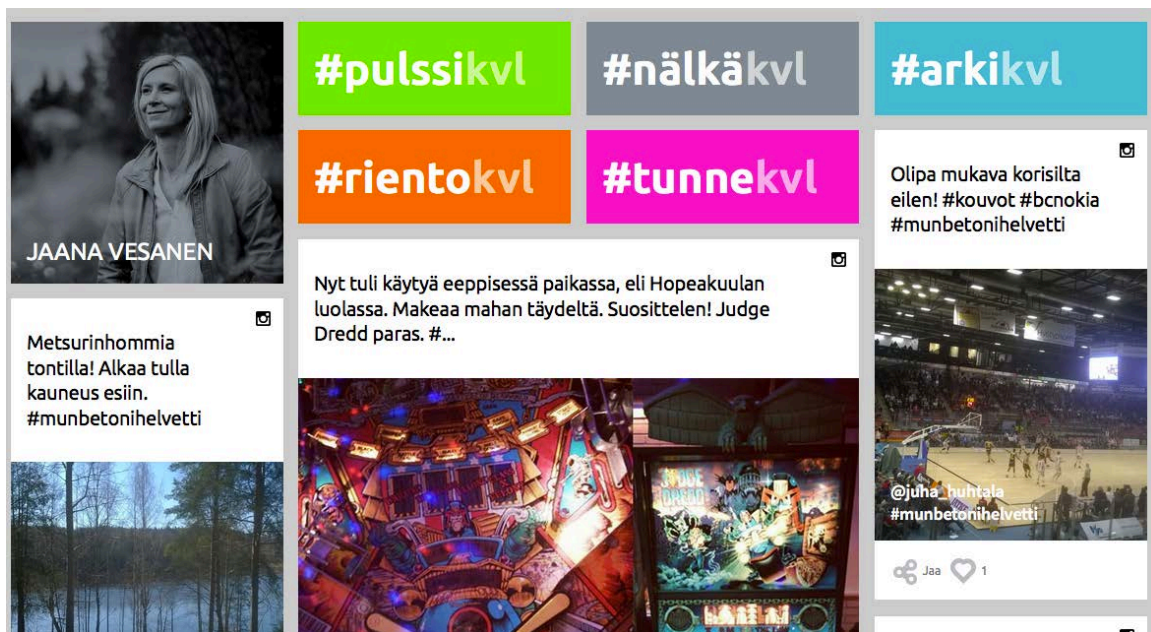 JAANA VESANEN
Metsurinhommia
tontilla! Alkaa tulla
kauneus esiin.
#munbetonihelvetti
#pulssikvl
#nälkäkvl
#rientokvl
#tunnekvl
Nyt tuli käytyä eeppisessä paikassa, eli Hopeakuulan
luolassa. Makeaa mahan täydeltä. Suosittelen! Judge
Dredd paras. #...
JUDGE
DREDD
#arkikvl
Olipa mukava korisilta
eilen! #kouvot #bcnokia
#munbetonihelvetti
@juha_huhtala
#munbetonihelvetti
Jaa
1